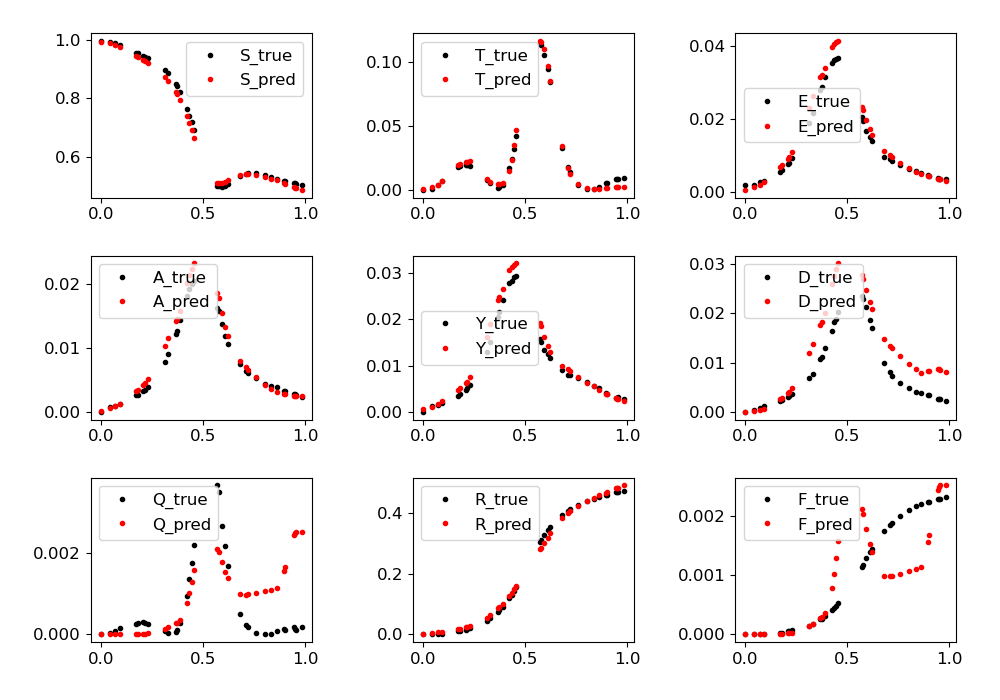 1.0
0.8
0.6
0.0 0.5 1.0
S_true
S_pred
0.10
0.05
0.00
0.0 0.5 1.0
T_true
T_pred
0.04
0.02
0.00
0.0 0.5 1.0
E_true
E_pred
0.02
0.01
0.00
0.0 0.5 1.0
A_true
A_pred
0.03
0.02
0.01
0.00
0.0 0.5 1.0
Y_true
Y_pred
0.03
0.02
0.01
0.00
0.0 0.5 1.0
D_true
D_pred
0.002
0.000
0.0 0.5 1.0
Q_true
Q_pred
0.4
0.2
0.0
0.0 0.5 1.0
R_true
R_pred
0.002
0.001
0.000
0.0 0.5 1.0
F_true
F_pred